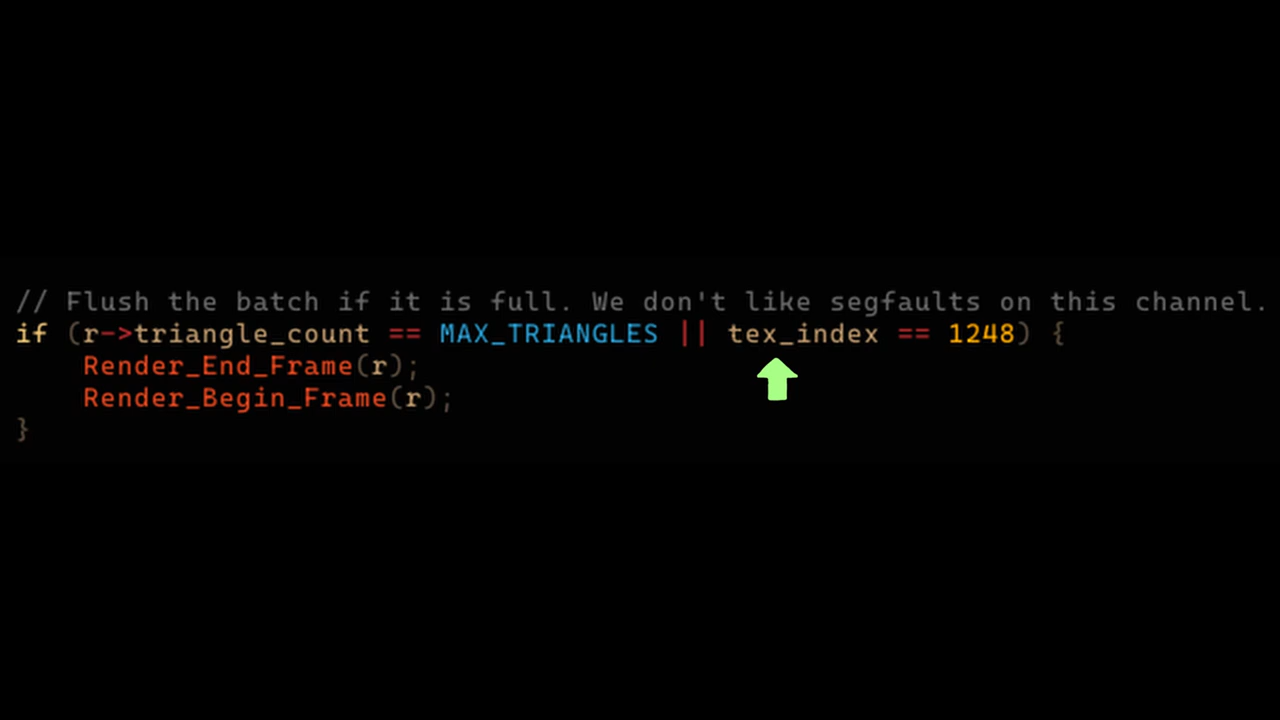 // Flush the batch if it is full. We don't like segfaults on this channel.
if (r->triangle_count == MAX_TRIANGLES || tex_index == 1248) {
    Render_End_Frame(r);
    Render_Begin_Frame(r);
}